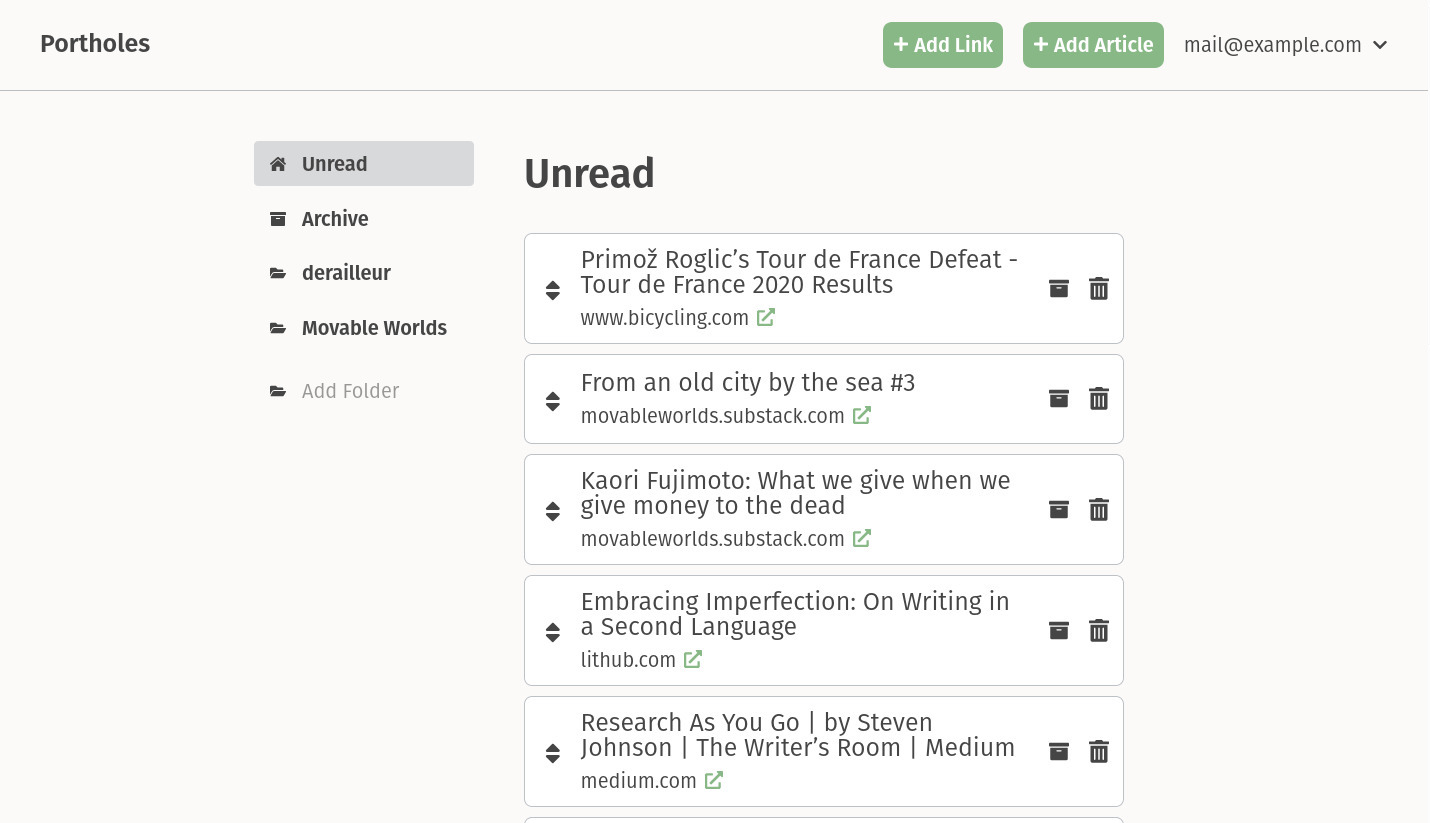 Portholes
+ Add Link
+ Add Article
mail@example.com
Unread
Archive
derailleur
Movable Worlds
Add Folder
Unread
Primož Roglic’s Tour de France Defeat -
Tour de France 2020 Results
www.bicycling.com
From an old city by the sea #3
movableworlds.substack.com
Kaori Fujimoto: What we give when we
give money to the dead
movableworlds.substack.com
Embracing Imperfection: On Writing in
a Second Language
lithub.com
Research As You Go | by Steven
Johnson | The Writer’s Room | Medium
medium.com